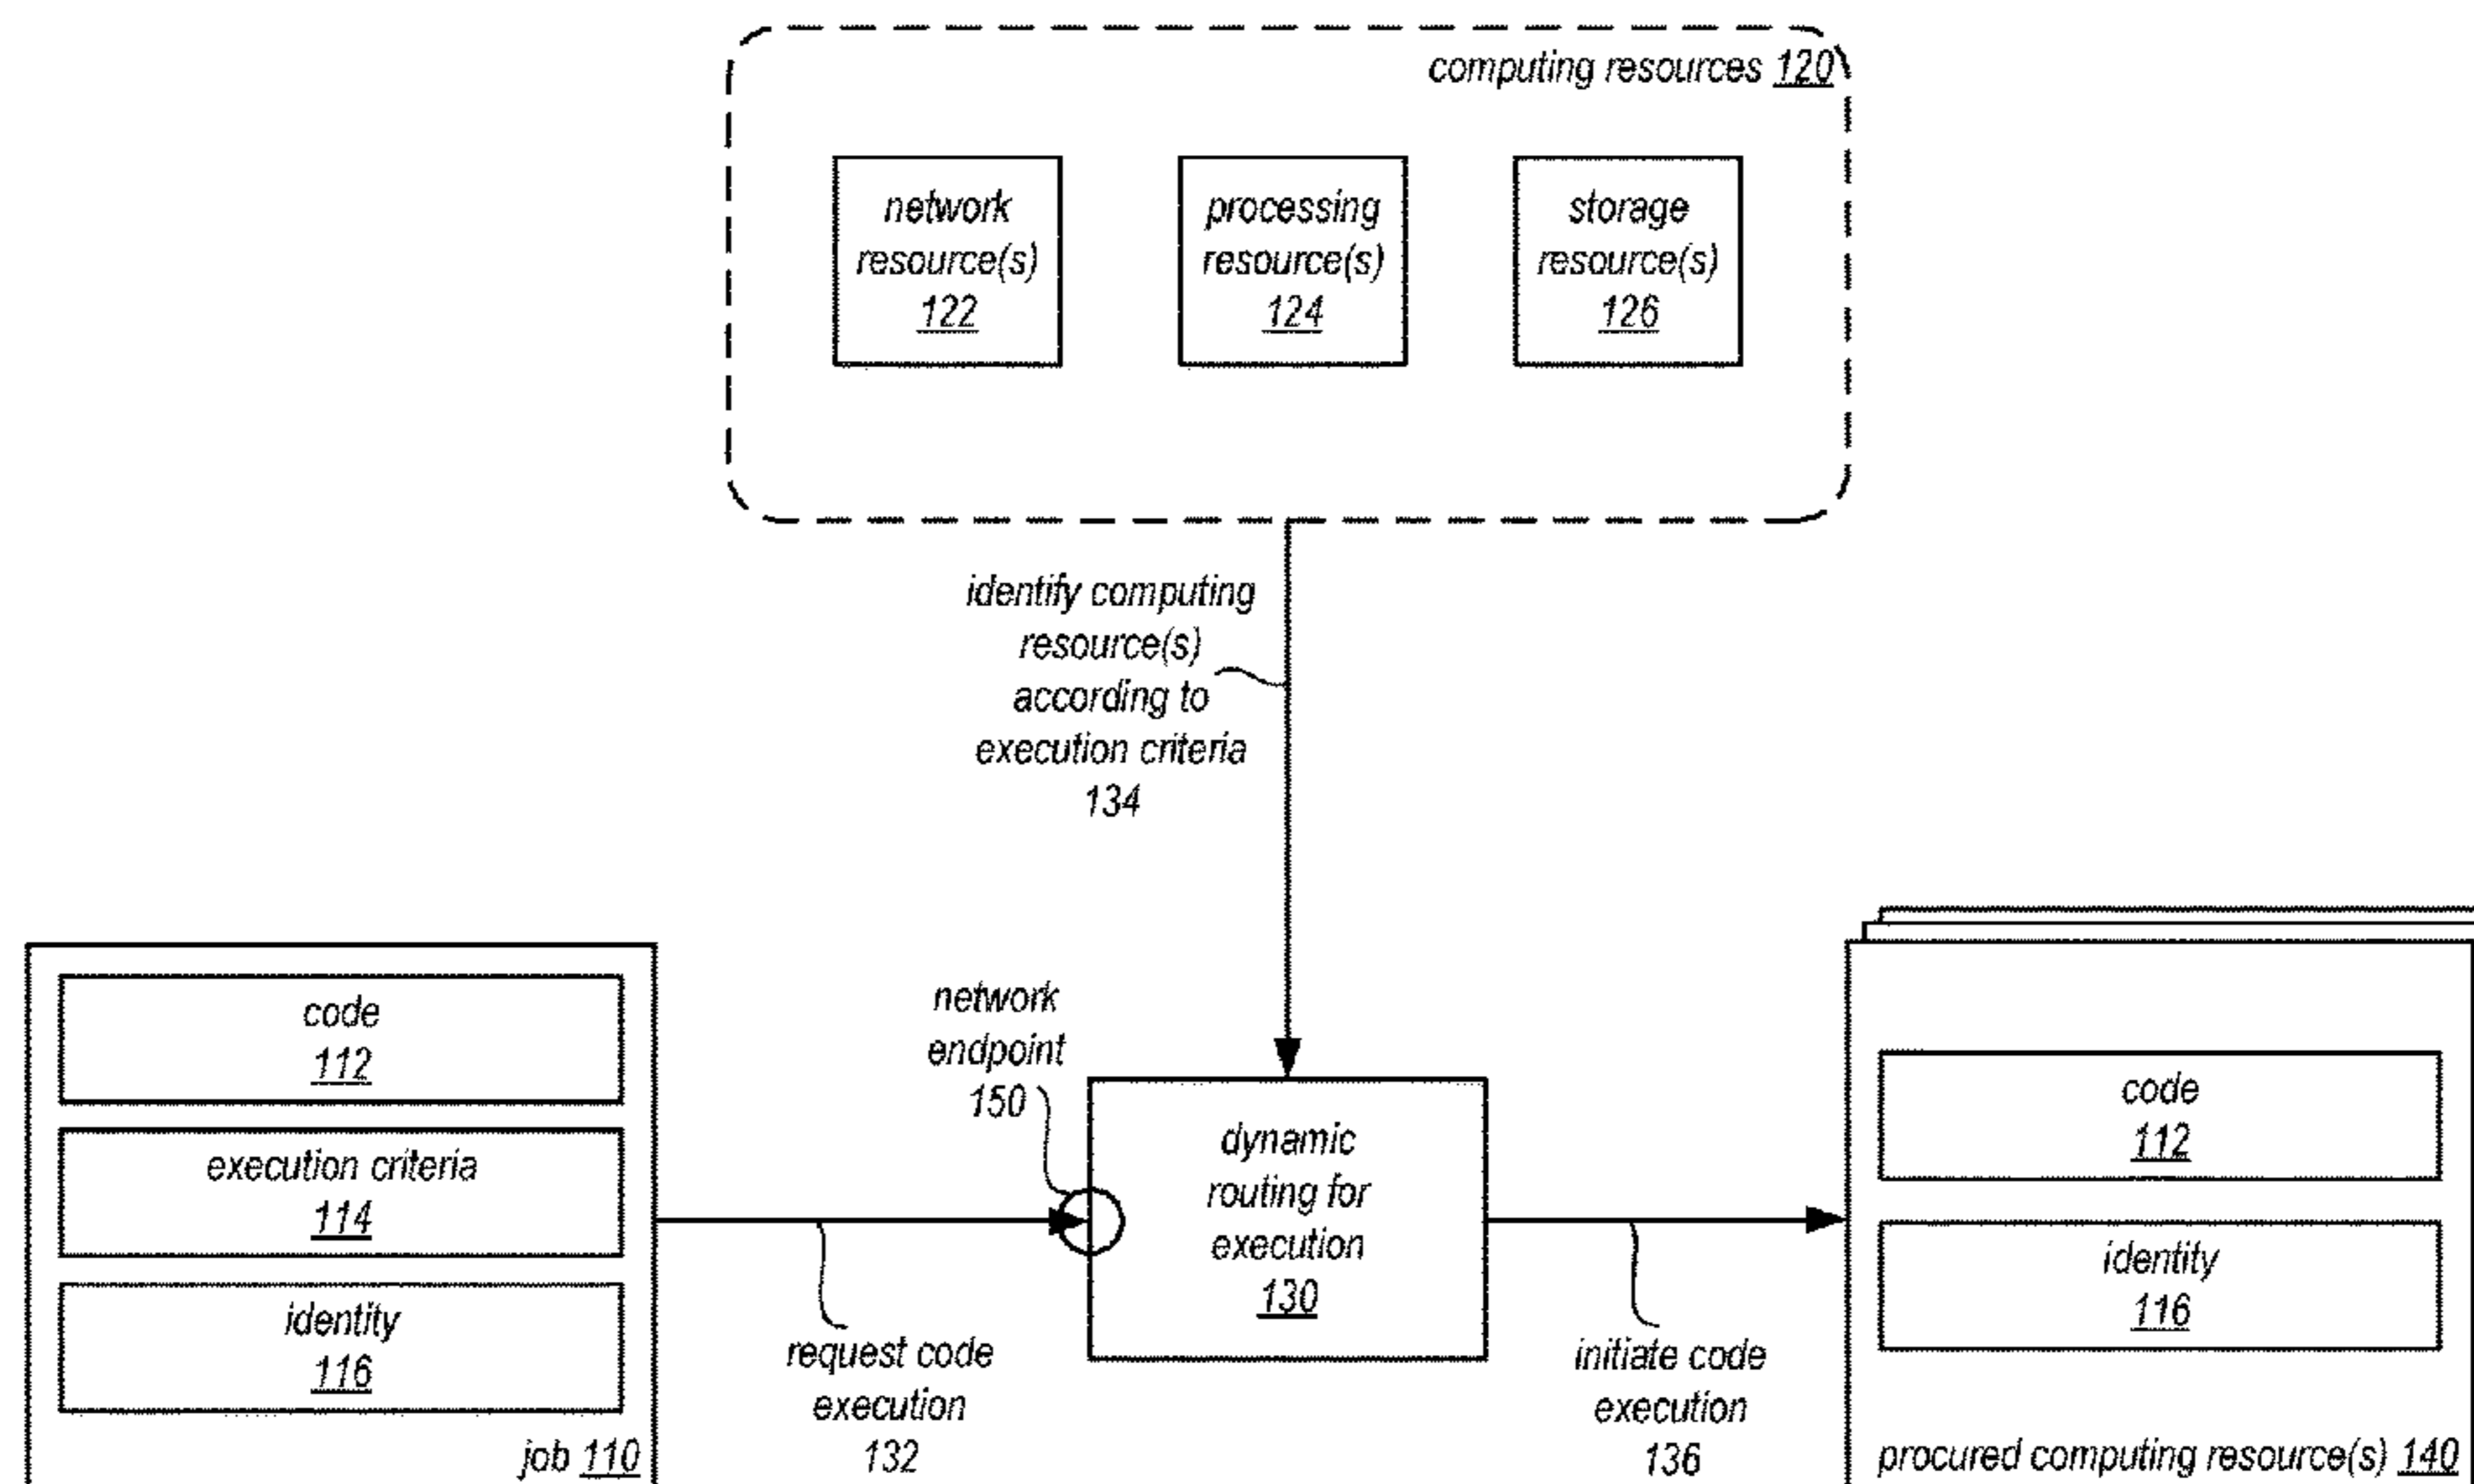 computing resources 120
network
resource(s)
122
processing
resource(s)
124
storage
resource(s)
126
identify computing
resource(s)
according to
execution criteria
134
code
112
execution criteria
114
identity
116
job 110
request code
execution
132
network
endpoint
150
dynamic
routing for
execution
130
initiate code
execution
136
code
112
identity
116
procured computing resource(s) 140